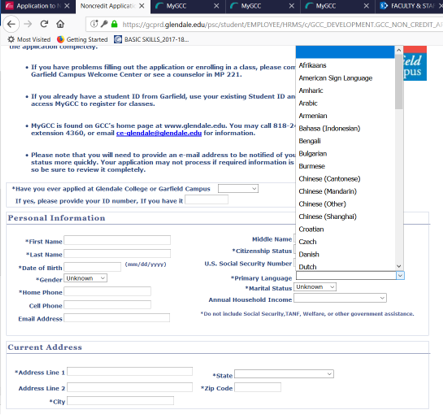 Application to N
Noncredit Applicatio
MyGCC
MyGCC
MyGCC
FACULTY & STAF
https://gcprd.glendale.edu/psc/student/EMPLOYEE/HRMS/c/GCC_DEVELOPMENT.GCC_NON_CREDIT_A
Most Visited Getting Started BASIC SKILLS_2017-18...
the application completely.
If you have problems filling out the application or enrolling in a class, please con
Garfield Campus Welcome Center or see a counselor in MP 221.
If you already have a student ID from Garfield, use your existing Student ID an
access MyGCC to register for classes.
MyGCC is found on GCC's home page at www.glendale.edu. You may call 818-2
extension 4360, or email ce-glendale@glendale.edu for information.
Please note that you will need to provide an e-mail address to be notified of you
status more quickly. Your application may not process if required information is
so be sure to review it completely.
*Have you ever applied at Glendale College or Garfield Campus
If yes, please provide your ID number, If you have it
Personal Information
*First Name
*Last Name
*Date of Birth (mm/dd/yyyy)
*Gender Unknown
*Home Phone
Cell Phone
Email Address
Middle Name
*Citizenship Status
U.S. Social Security Number
*Primary Language
*Marital Status Unknown
Annual Household Income
*Do not include Social Security,TANF, Welfare, or other government assistance.
Afrikaans
American Sign Language
Amharic
Arabic
Armenian
Bahasa (Indonesian)
Bengali
Bulgarian
Burmese
Chinese (Cantonese)
Chinese (Mandarin)
Chinese (Other)
Chinese (Shanghai)
Croatian
Czech
Danish
Dutch
Current Address
*Address Line 1
Address Line 2
*City
*State
*Zip Code